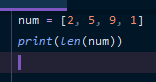 num = [2, 5, 9, 1]
print(len(num))